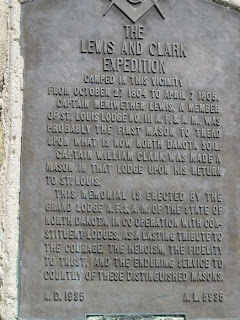 THE
LEWIS AND CLARK
EXPEDITION
CAMPED IN THIS VICINITY
FROM OCTOBER 27 1804 TO APRIL 7 1805.
CAPTAIN MERIWETHER LEWIS, A MEMBER
OF ST. LOUIS LODGE NO. 111 A. F. & A. M., WAS
PROBABLY THE FIRST MASON TO TREAD
UPON WHAT IS NOW NORTH DAKOTA SOIL.
CAPTAIN WILLIAM CLARK WAS MADE A
MASON IN THAT LODGE UPON HIS RETURN
TO ST. LOUIS.
THIS MEMORIAL IS ERECTED BY THE
GRAND LODGE A. F. & A. M. OF THE STATE OF
NORTH DAKOTA, IN CO OPERATION WITH CON-
STITUENT LODGES, AS A LASTING TRIBUTE TO
THE COURAGE, THE HEROISM, THE FIDELITY
TO TRUST, AND THE ENDURING SERVICE TO
COUNTRY OF THESE DISTINGUISHED MASONS.
A. D. 1935 A. L. 5935